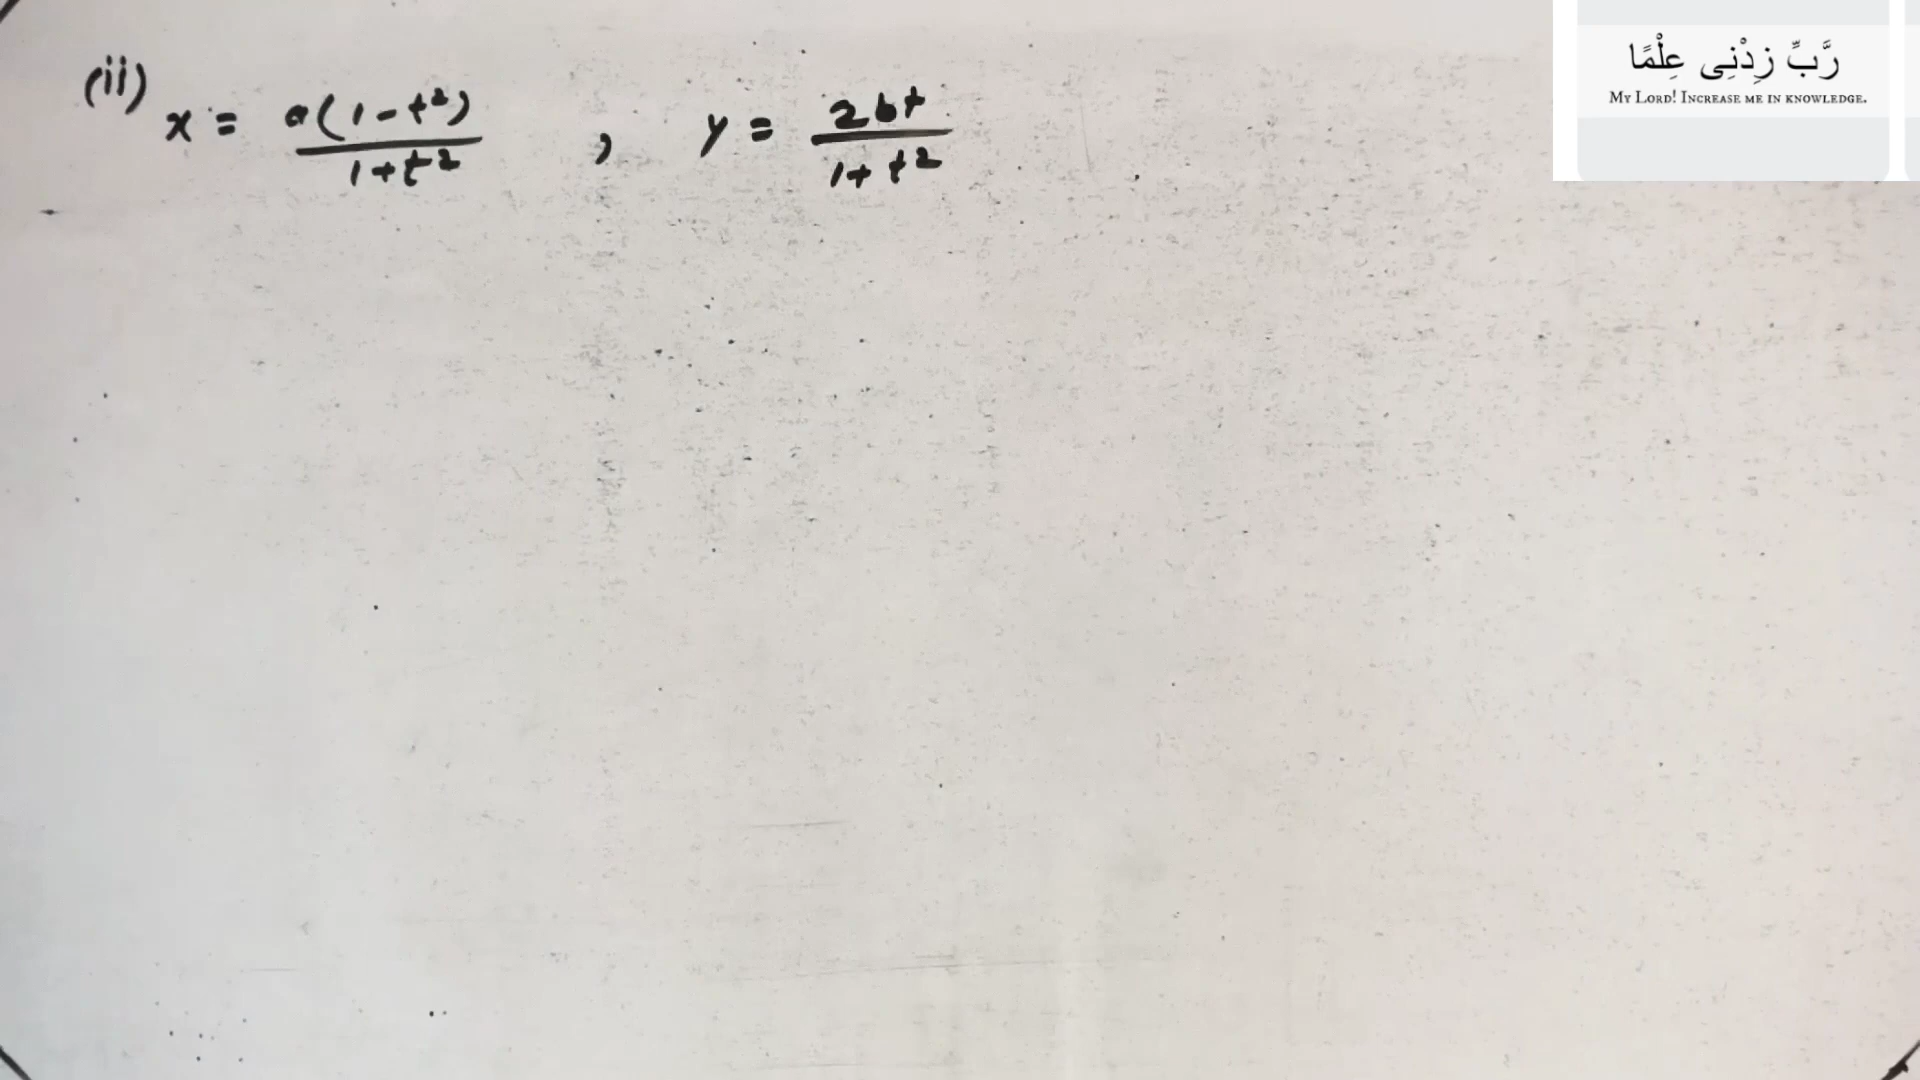 (ii) x = a(1-t²)/1+t² , y = 2bt/1+t²
رَّبِّ زِدْنِى عِلْمًا
My Lord! Increase me in knowledge.